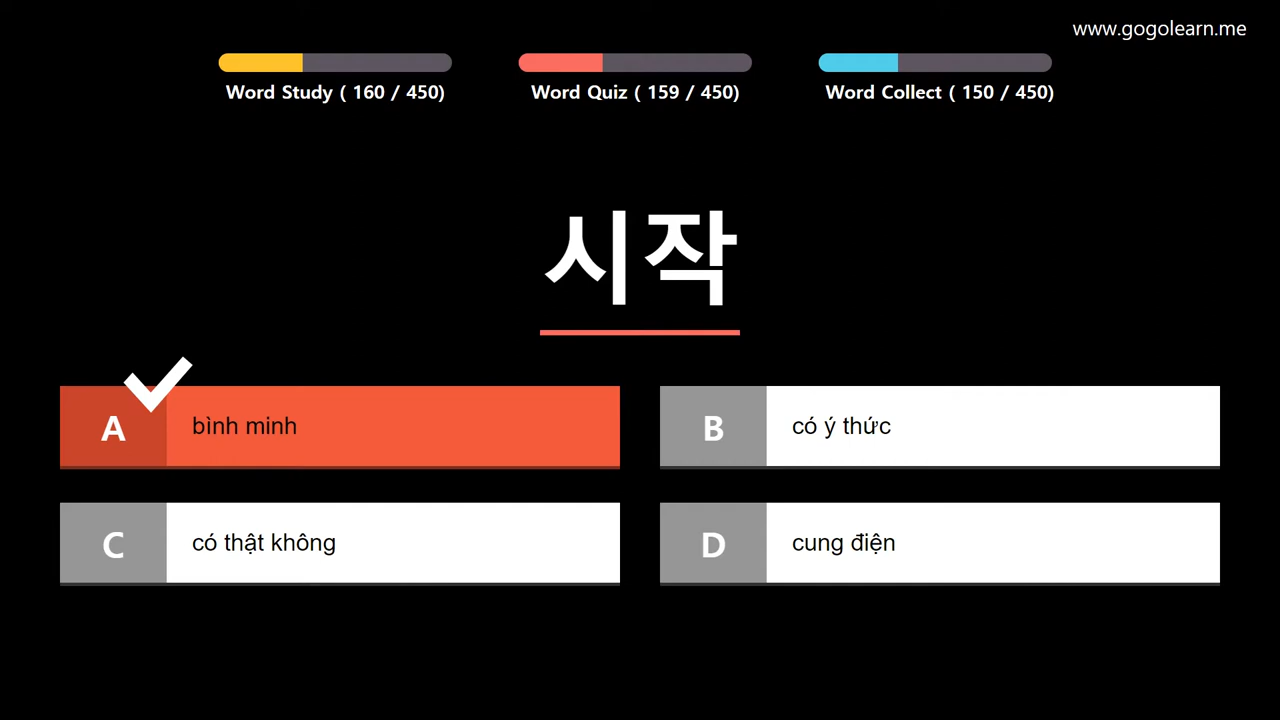 www.gogolearn.me
Word Study ( 160 / 450)
Word Quiz ( 159 / 450)
Word Collect ( 150 / 450)
시작
A
bình minh
B
có ý thức
C
có thật không
D
cung điện